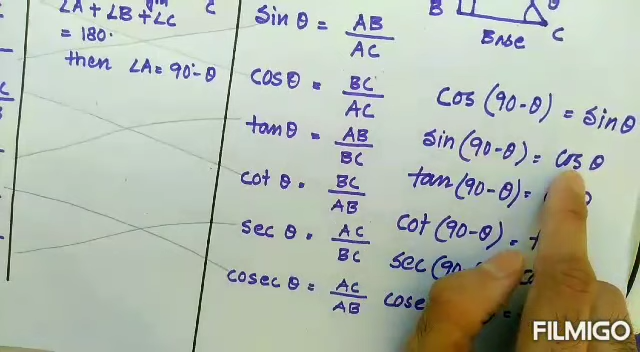 ∠A + ∠B + ∠C
= 180.
then ∠A = 90°-θ
C
sin θ = AB/AC
cos θ = BC/AC
tan θ = AB/BC
cot θ = BC/AB
sec θ = AC/BC
cosec θ = AC/AB
B
θ
Base
C
cos (90-θ) = sin θ
sin (90-θ) = cos θ
tan (90-θ) =
cot (90-θ) =
sec (90-
cose
FILMIGO